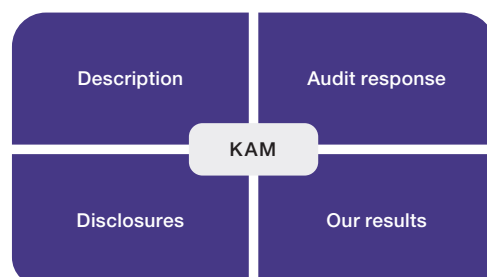 Description
Audit response
KAM
Disclosures
Our results